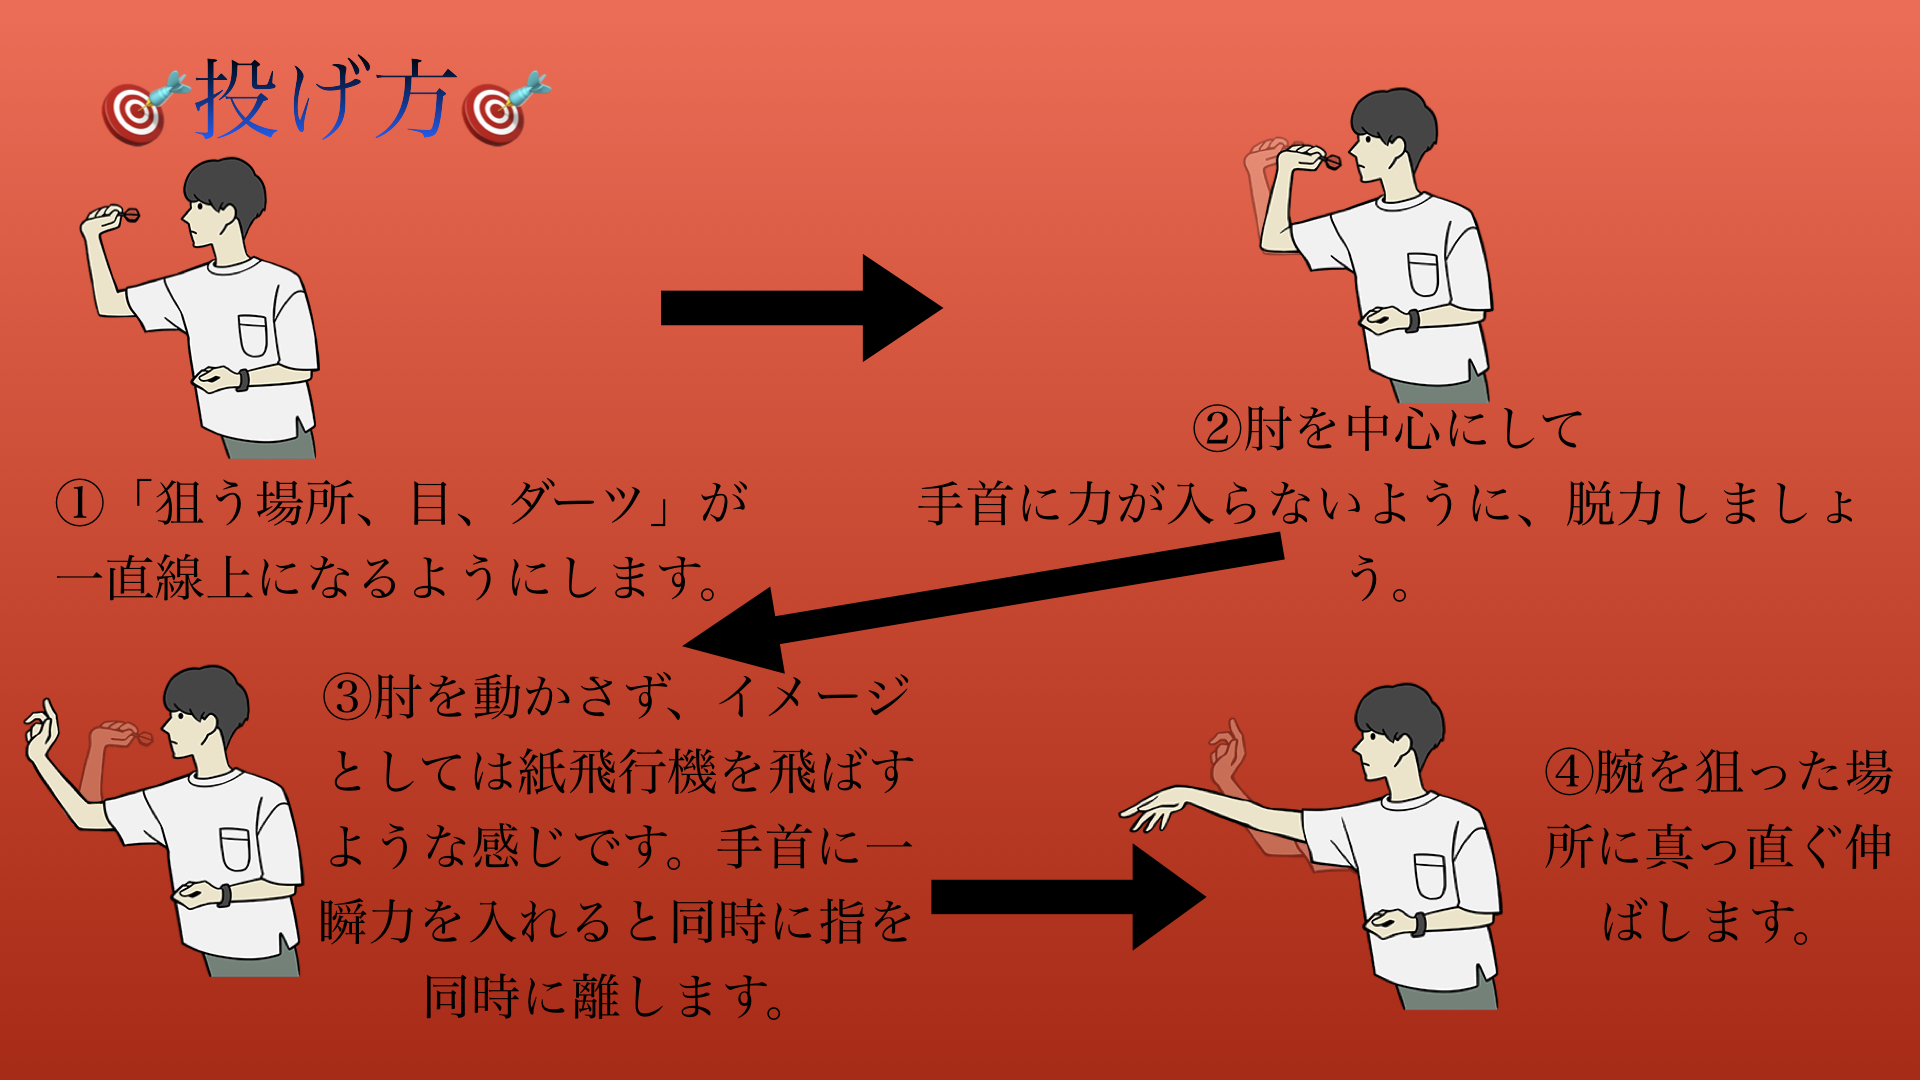 🎯投げ方🎯
①「狙う場所、目、ダーツ」が
一直線上になるようにします。
②肘を中心にして
手首に力が入らないように、脱力しましょ
う。
③肘を動かさず、イメージ
としては紙飛行機を飛ばす
ような感じです。手首に一
瞬力を入れると同時に指を
同時に離します。
④腕を狙った場
所に真っ直ぐ伸
ばします。